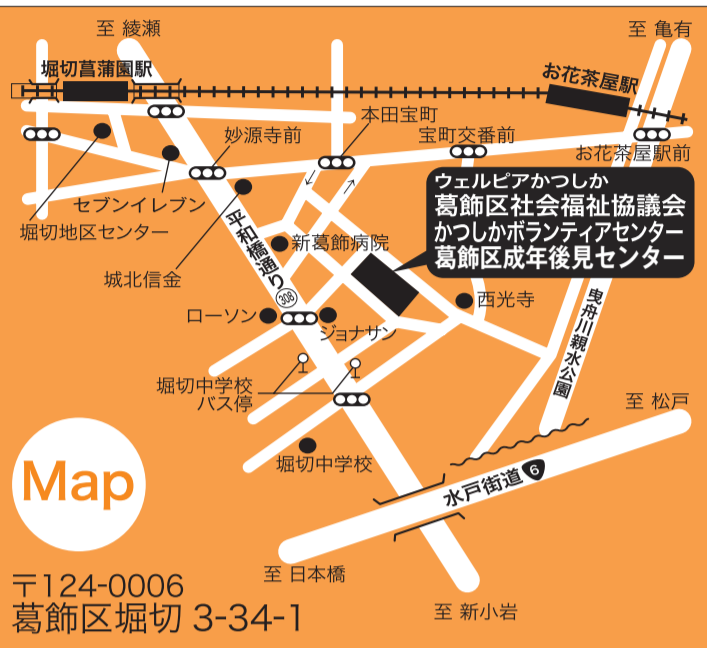 至 綾瀬
至 亀有
堀切菖蒲園駅
お花茶屋駅
本田宝町
妙源寺前
宝町交番前
お花茶屋駅前
ウェルピアかつしか
葛飾区社会福祉協議会
かつしかボランティアセンター
葛飾区成年後見センター
セブンイレブン
堀切地区センター
平和橋通り
308
新葛飾病院
城北信金
ローソン
ジョナサン
西光寺
曳舟川親水公園
堀切中学校
バス停
至 松戸
堀切中学校
水戸街道
6
Map
至 日本橋
至 新小岩
〒124-0006
葛飾区堀切 3-34-1